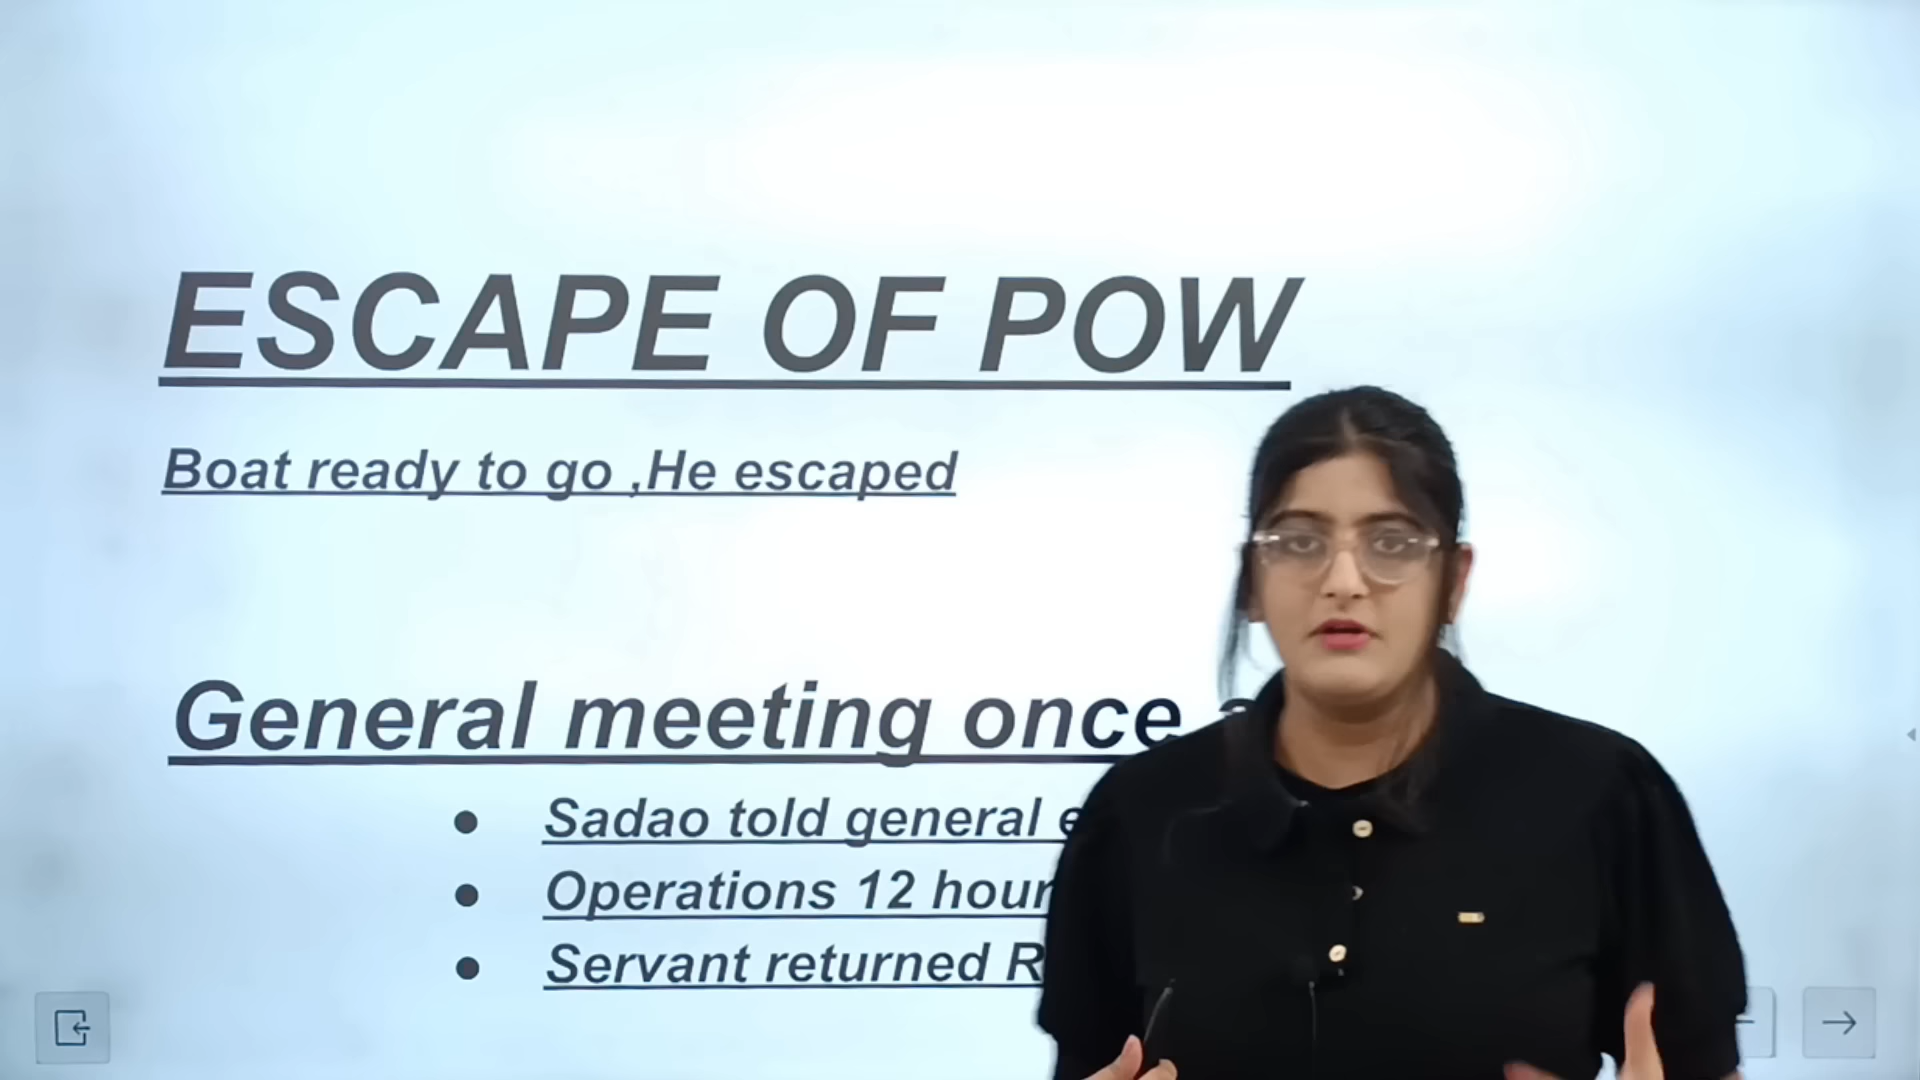 ESCAPE OF POW
Boat ready to go ,He escaped
General meeting once
Sadao told general
Operations 12 hour
Servant returned